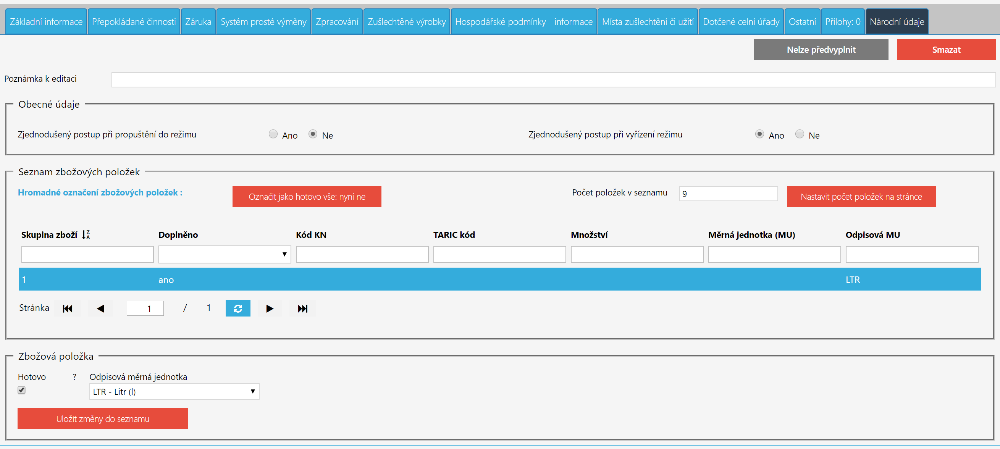 Základní informace Přepokládané činnosti Záruka Systém prosté výměny Zpracování Zušlechtěné výrobky Hospodářské podmínky - informace Místa zušlechtění či užití Dotčené celní úřady Ostatní Přílohy: 0 Národní údaje
Nelze předvyplnit Smazat
Poznámka k editaci
Obecné údaje
Zjednodušený postup při propuštění do režimu Ano Ne Zjednodušený postup při vyřízení režimu Ano Ne
Seznam zbožových položek
Hromadné označení zbožových položek : Označit jako hotovo vše: nyní ne Počet položek v seznamu 9 Nastavit počet položek na stránce
Skupina zboží Doplněno Kód KN TARIC kód Množství Měrná jednotka (MU) Odpisová MU
1 ano LTR
Stránka 1 / 1
Zbožová položka
Hotovo ? Odpisová měrná jednotka
LTR - Litr (l)
Uložit změny do seznamu